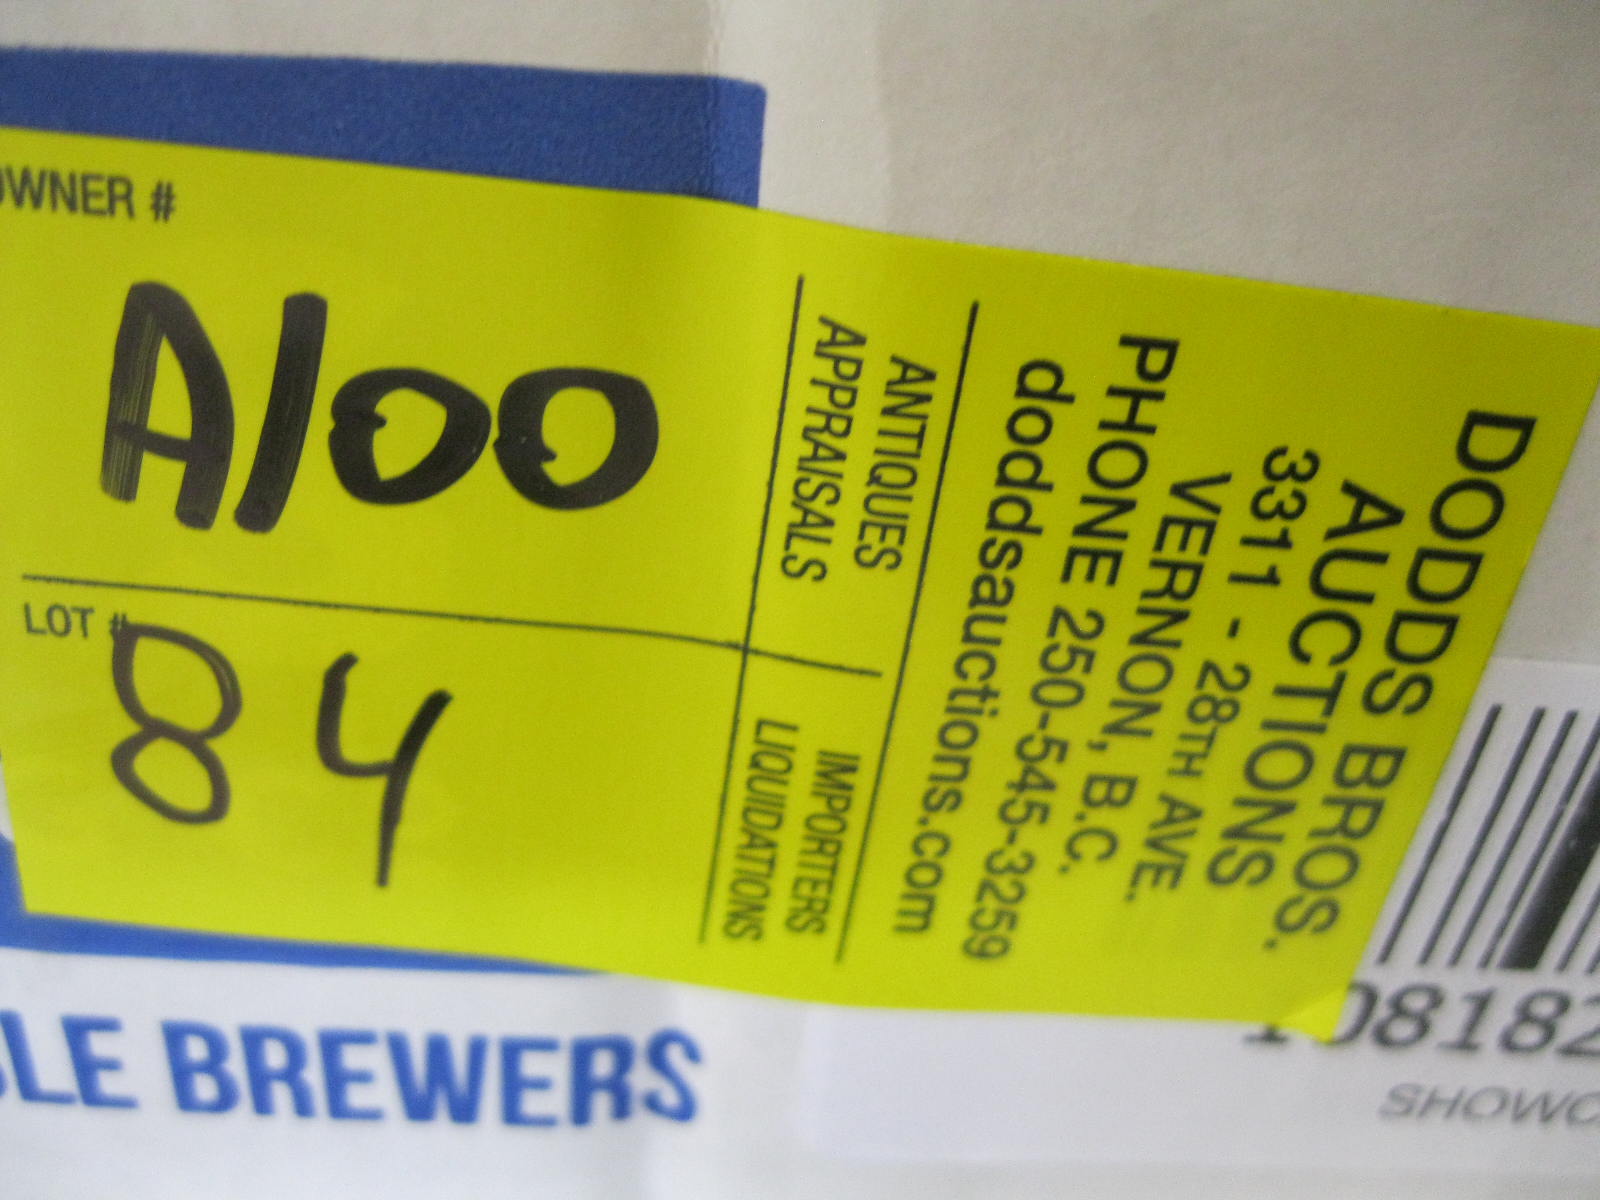 OWNER #
A100
LOT #
84
ANTIQUES
APPRAISALS
IMPORTERS
LIQUIDATIONS
DODDS BROS.
AUCTIONS
3311 - 28TH AVE.
VERNON, B.C.
PHONE 250-545-3259
doddsauctions.com
BREWERS
08182